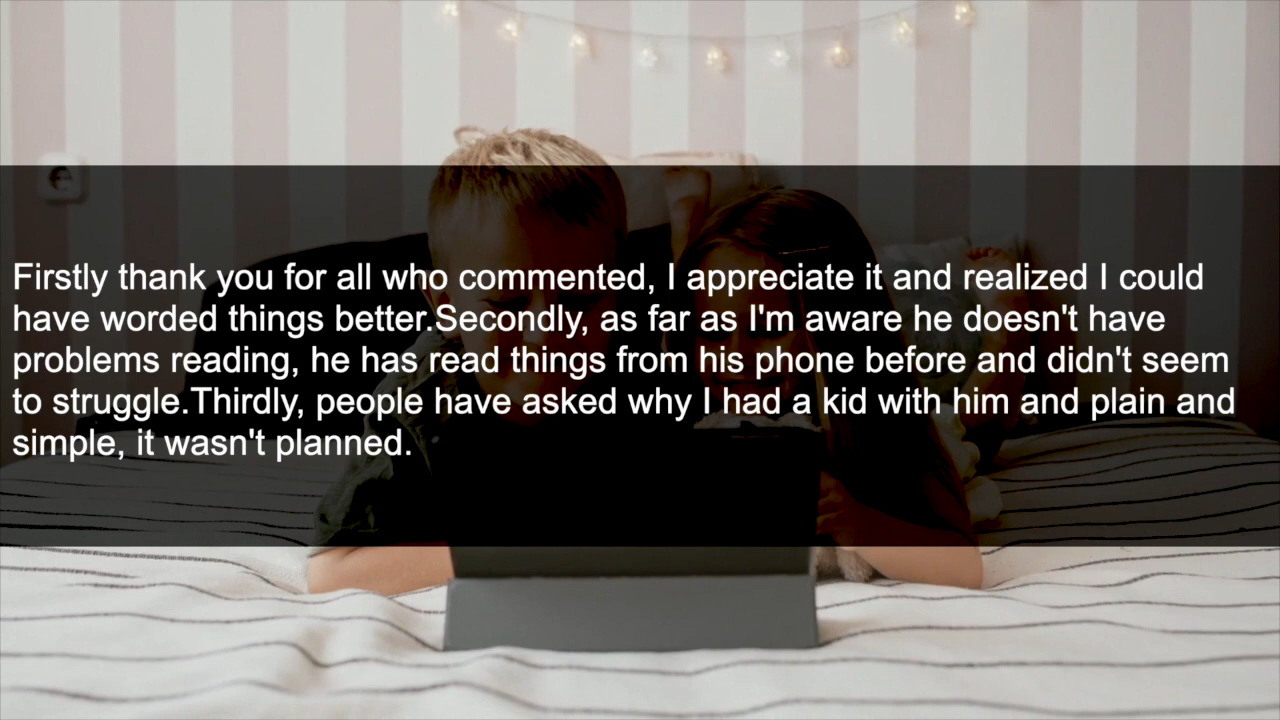 Firstly thank you for all who commented, I appreciate it and realized I could
have worded things better.Secondly, as far as I'm aware he doesn't have
problems reading, he has read things from his phone before and didn't seem
to struggle.Thirdly, people have asked why I had a kid with him and plain and
simple, it wasn't planned.